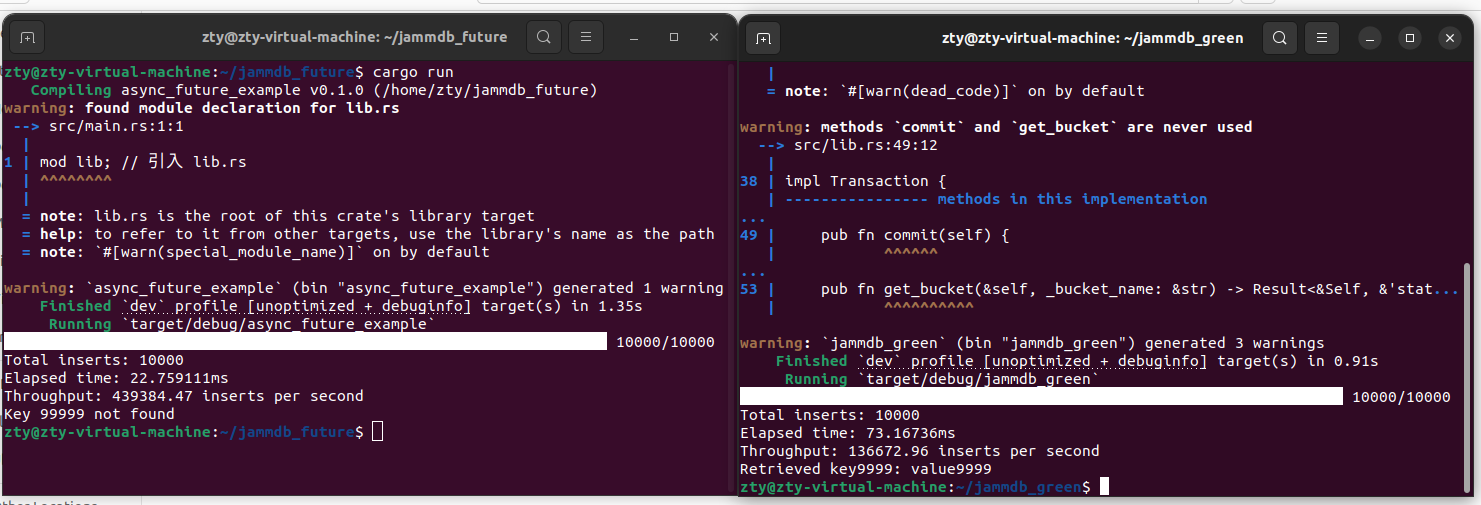 zty@zty-virtual-machine: ~/jammdb_future
zty@zty-virtual-machine:~/jammdb_future$ cargo run
   Compiling async_future_example v0.1.0 (/home/zty/jammdb_future)
warning: found module declaration for lib.rs
 --> src/main.rs:1:1
  |
1 | mod lib; // 引入 lib.rs
  | ^^^^^^^^
  |
  = note: lib.rs is the root of this crate's library target
  = help: to refer to it from other targets, use the library's name as the path
  = note: `#[warn(special_module_name)]` on by default
warning: `async_future_example` (bin "async_future_example") generated 1 warning
    Finished `dev` profile [unoptimized + debuginfo] target(s) in 1.35s
     Running `target/debug/async_future_example`
10000/10000
Total inserts: 10000
Elapsed time: 22.759111ms
Throughput: 439384.47 inserts per second
Key 99999 not found
zty@zty-virtual-machine:~/jammdb_future$
zty@zty-virtual-machine: ~/jammdb_green
   |
   = note: `#[warn(dead_code)]` on by default
warning: methods `commit` and `get_bucket` are never used
  --> src/lib.rs:49:12
   |
38 | impl Transaction {
   | ---------------- methods in this implementation
...
49 |     pub fn commit(self) {
   |            ^^^^^^
...
53 |     pub fn get_bucket(&self, _bucket_name: &str) -> Result<&Self, &'stat...
   |            ^^^^^^^^^^
warning: `jammdb_green` (bin "jammdb_green") generated 3 warnings
    Finished `dev` profile [unoptimized + debuginfo] target(s) in 0.91s
     Running `target/debug/jammdb_green`
10000/10000
Total inserts: 10000
Elapsed time: 73.16736ms
Throughput: 136672.96 inserts per second
Retrieved key9999: value9999
zty@zty-virtual-machine:~/jammdb_green$